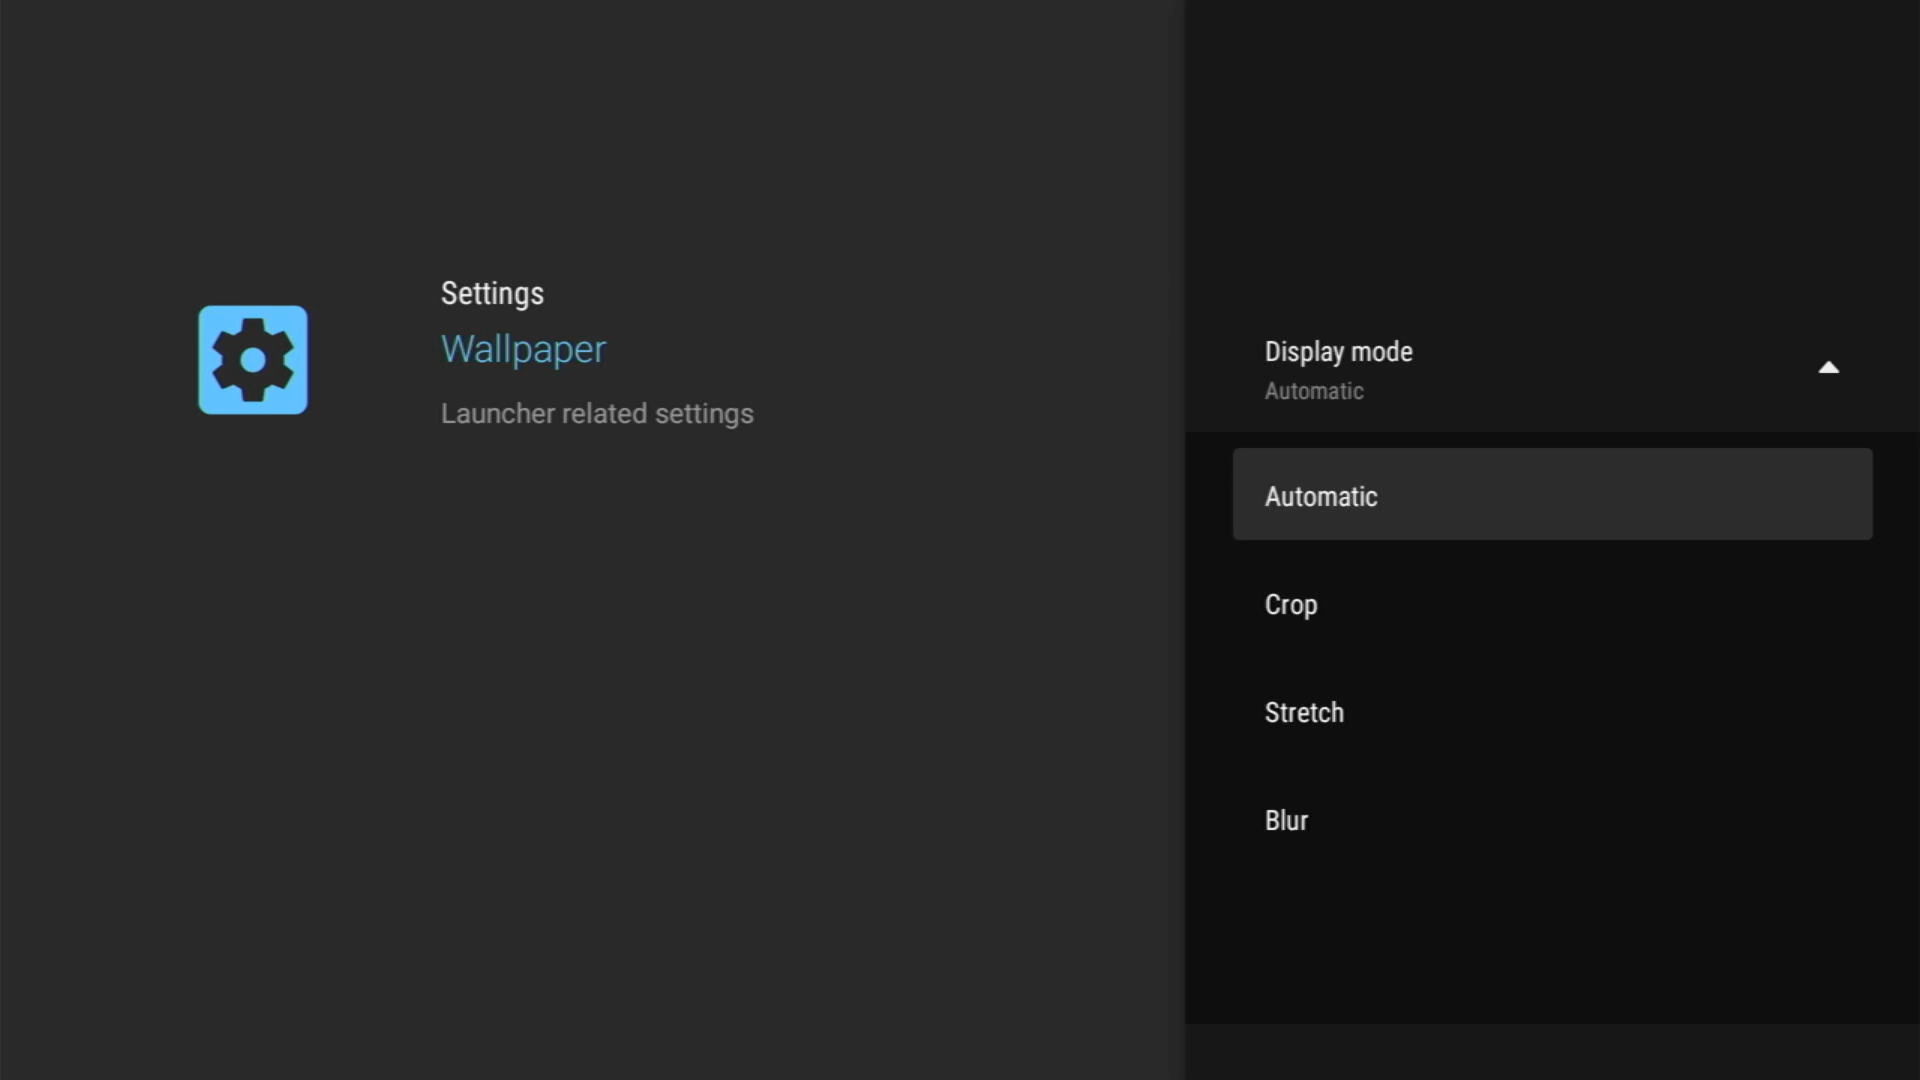 Settings
Wallpaper
Launcher related settings
Display mode
Automatic
Automatic
Crop
Stretch
Blur